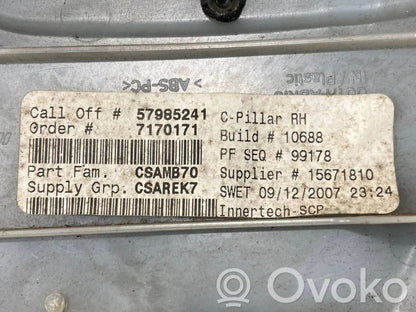 >ABS-PC<
Call Off # 57985241
Order # 7170171
Part Fam. CSAMB70
Supply Grp. CSAREK7
C-Pillar RH
Build # 10688
PF SEQ # 99178
Supplier # 15671810
SWET 09/12/2007 23:24
Innertech-SCP
OVOKO